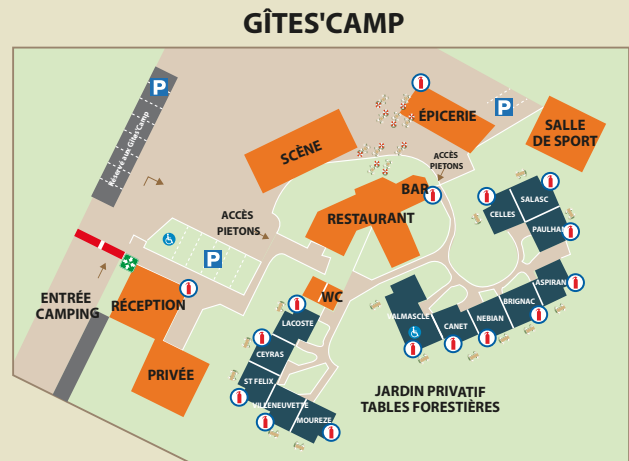 GÎTES'CAMP
P
Réservé aux Gîtes'Camp
ÉPICERIE
P
SALLE
DE SPORT
SCÈNE
ACCÈS
PIETONS
BAR
RESTAURANT
SALASC
CELLES
PAULHAN
ACCÈS
PIETONS
P
ENTRÉE
CAMPING
RÉCEPTION
WC
ASPIRAN
BRIGNAC
NEBIAN
CANET
VALMASCLE
LACOSTE
CEYRAS
PRIVÉE
ST FELIX
VILLENEUVETTE
MOUREZE
JARDIN PRIVATIF
TABLES FORESTIÈRES